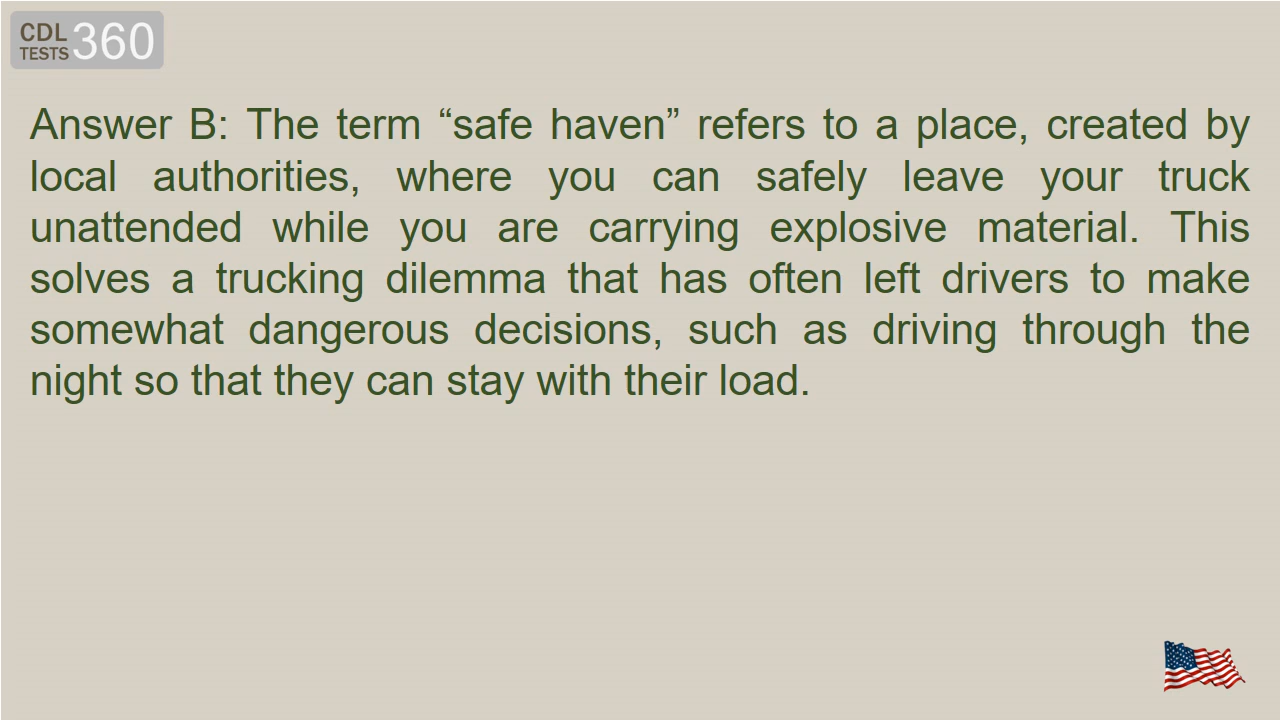 CDL
TESTS 360
Answer B: The term “safe haven” refers to a place, created by
local authorities, where you can safely leave your truck
unattended while you are carrying explosive material. This
solves a trucking dilemma that has often left drivers to make
somewhat dangerous decisions, such as driving through the
night so that they can stay with their load.